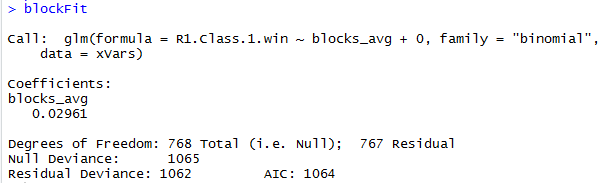 > blockFit

Call:  glm(formula = R1.Class.1.win ~ blocks_avg + 0, family = "binomial",
    data = xVars)

Coefficients:
blocks_avg
   0.02961

Degrees of Freedom: 768 Total (i.e. Null);  767 Residual
Null Deviance:      1065
Residual Deviance: 1062        AIC: 1064